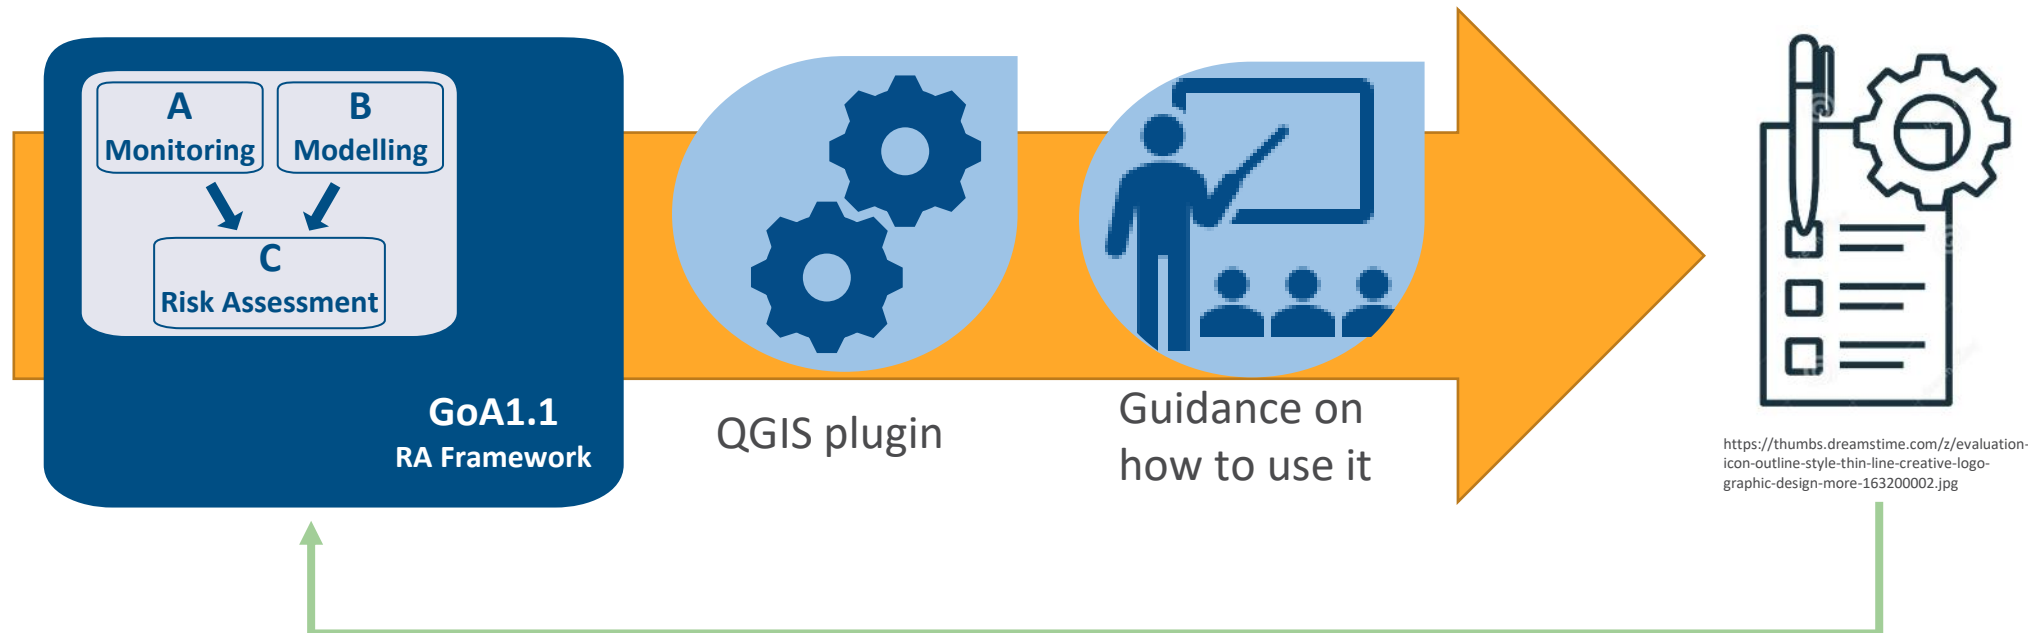 A
Monitoring
B
Modelling
C
Risk Assessment
GoA1.1
RA Framework
QGIS plugin
Guidance on
how to use it
https://thumbs.dreamstime.com/z/evaluation-
icon-outline-style-thin-line-creative-logo-
graphic-design-more-163200002.jpg